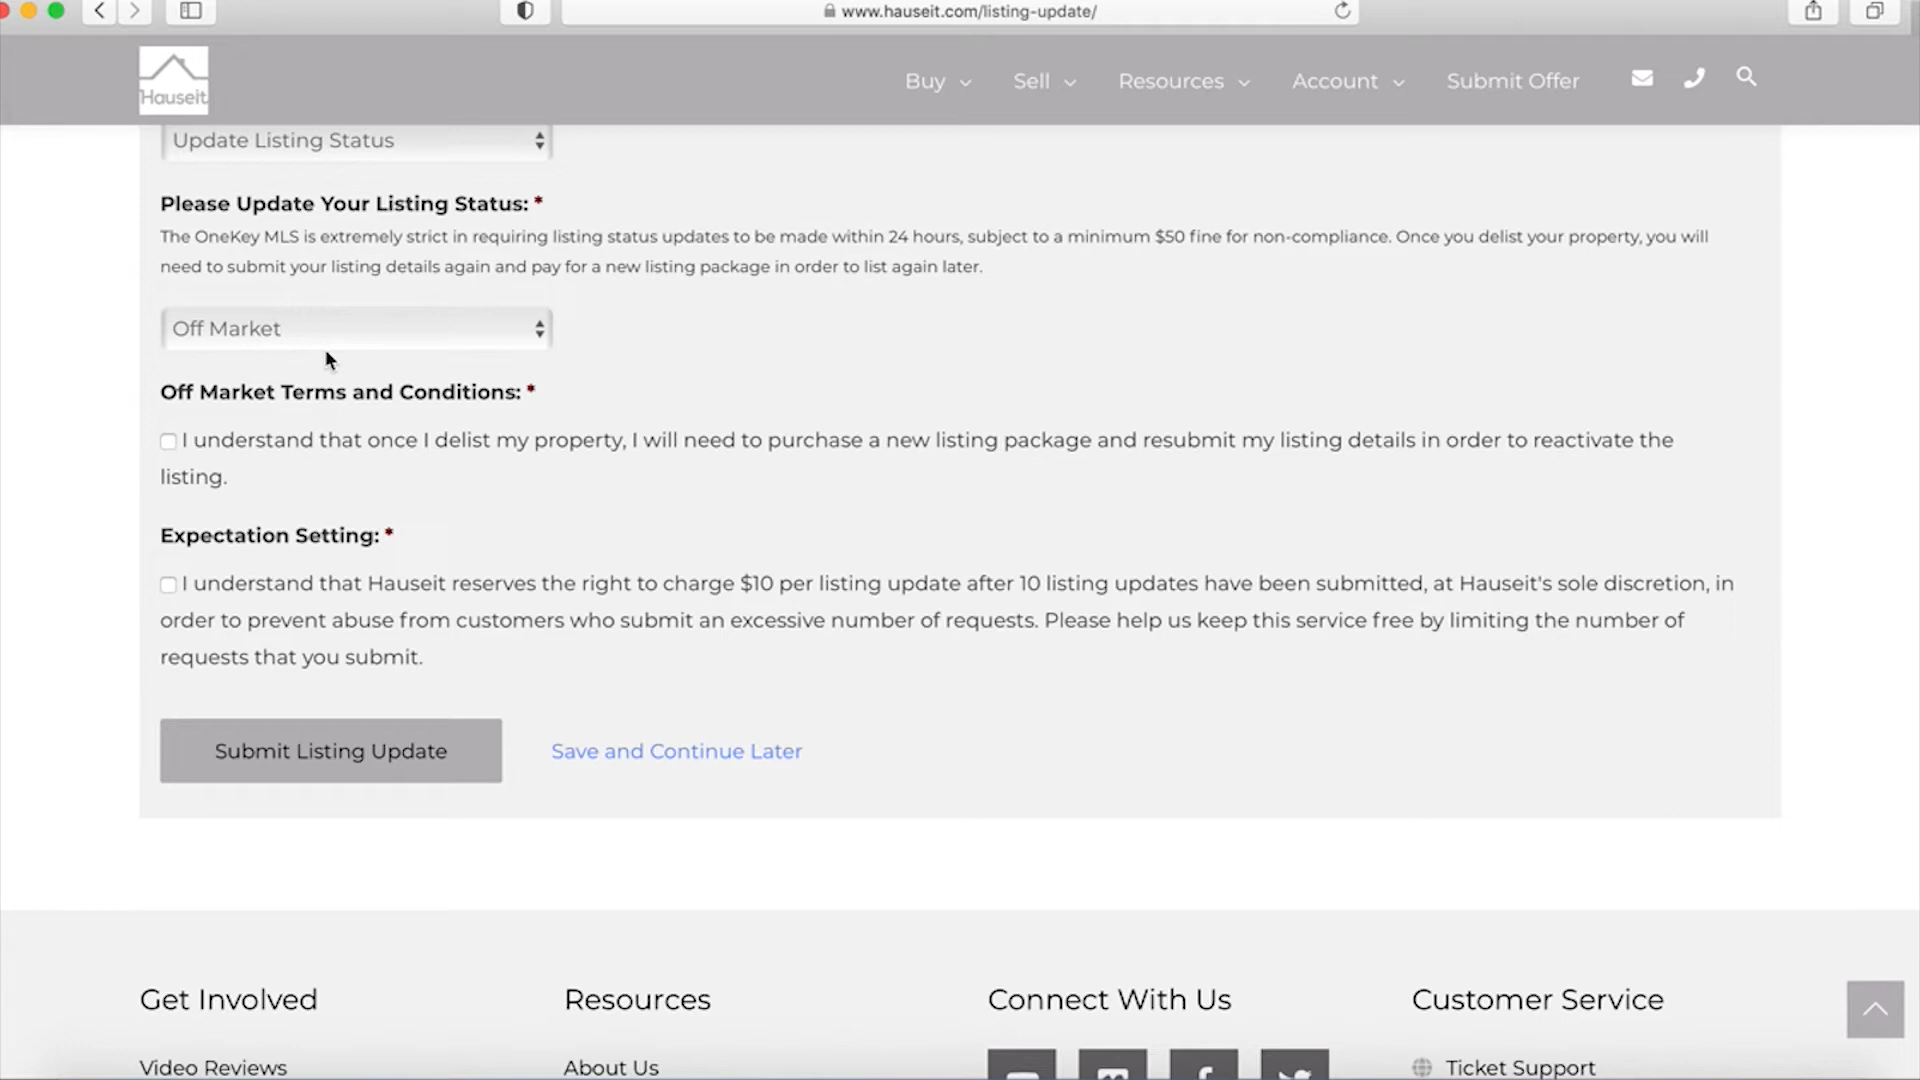 www.hauseit.com/listing-update/
Hauseit
Buy
Sell
Resources
Account
Submit Offer
Update Listing Status
Please Update Your Listing Status: *
The OneKey MLS is extremely strict in requiring listing status updates to be made within 24 hours, subject to a minimum $50 fine for non-compliance. Once you delist your property, you will
need to submit your listing details again and pay for a new listing package in order to list again later.
Off Market
Off Market Terms and Conditions: *
I understand that once I delist my property, I will need to purchase a new listing package and resubmit my listing details in order to reactivate the
listing.
Expectation Setting: *
I understand that Hauseit reserves the right to charge $10 per listing update after 10 listing updates have been submitted, at Hauseit's sole discretion, in
order to prevent abuse from customers who submit an excessive number of requests. Please help us keep this service free by limiting the number of
requests that you submit.
Submit Listing Update
Save and Continue Later
Get Involved
Resources
Connect With Us
Customer Service
Video Reviews
About Us
Ticket Support